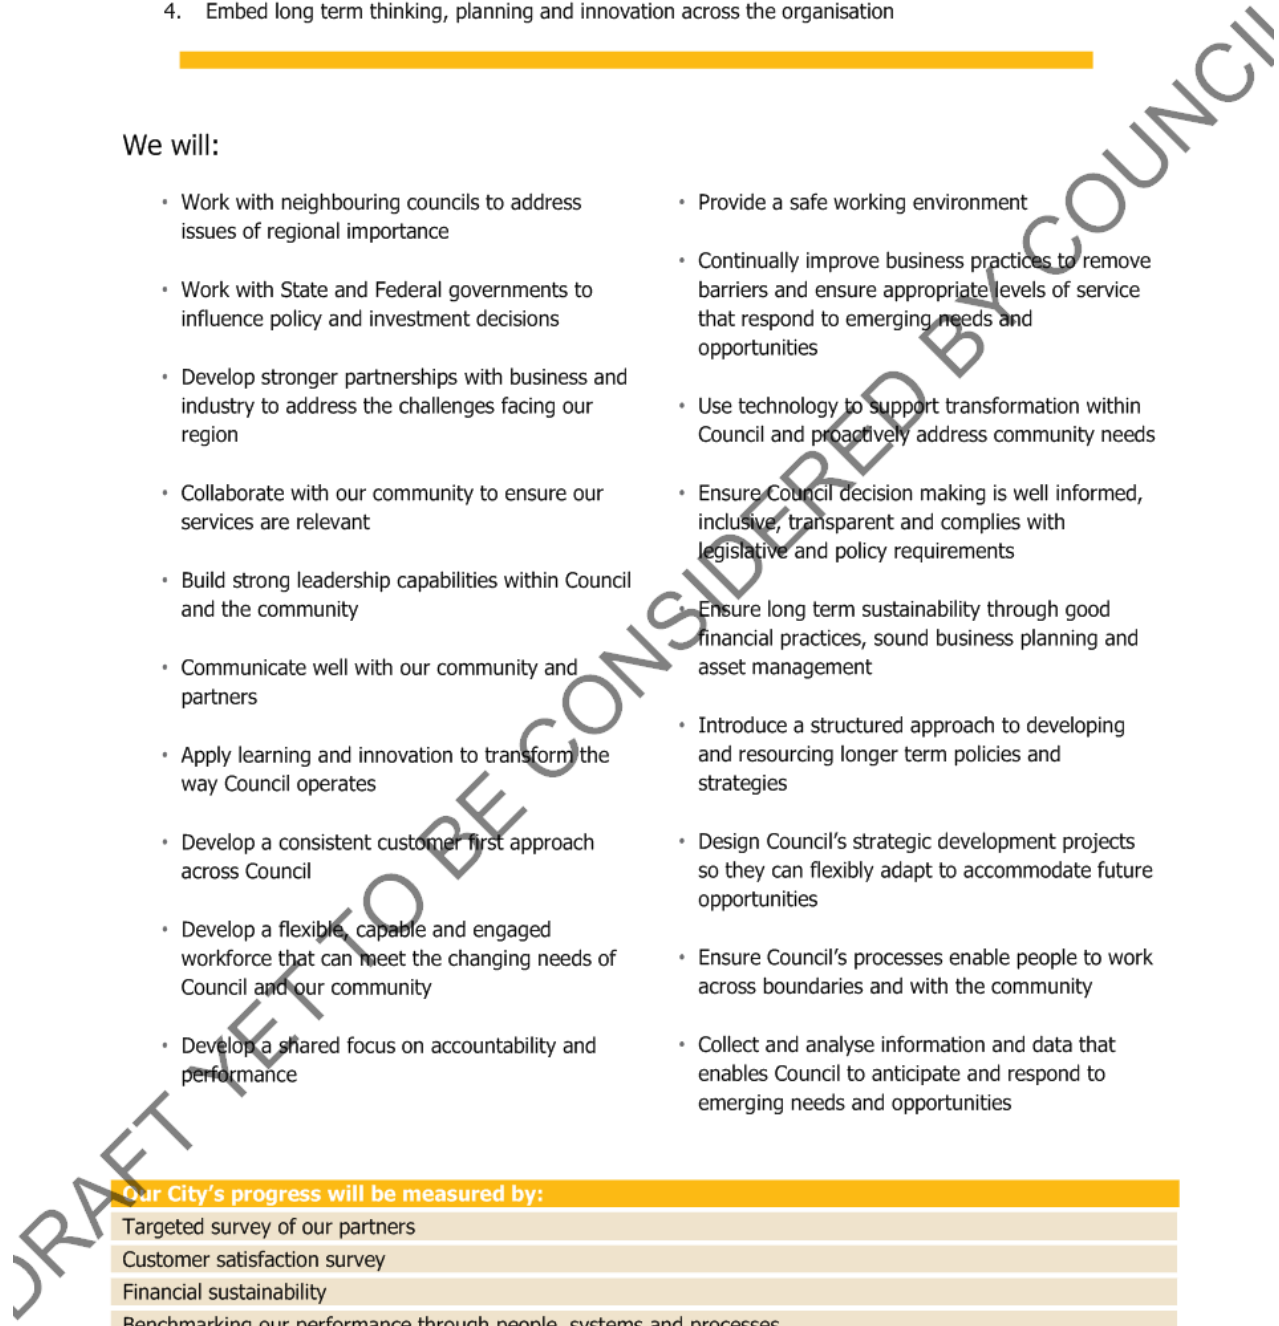 4. Embed long term thinking, planning and innovation across the organisation
We will:
• Work with neighbouring councils to address
issues of regional importance
• Work with State and Federal governments to
influence policy and investment decisions
• Develop stronger partnerships with business and
industry to address the challenges facing our
region
• Collaborate with our community to ensure our
services are relevant
• Build strong leadership capabilities within Council
and the community
• Communicate well with our community and
partners
• Apply learning and innovation to transform the
way Council operates
• Develop a consistent customer first approach
across Council
• Develop a flexible, capable and engaged
workforce that can meet the changing needs of
Council and our community
• Develop a shared focus on accountability and
performance
• Provide a safe working environment
• Continually improve business practices to remove
barriers and ensure appropriate levels of service
that respond to emerging needs and
opportunities
• Use technology to support transformation within
Council and proactively address community needs
• Ensure Council decision making is well informed,
inclusive, transparent and complies with
legislative and policy requirements
• Ensure long term sustainability through good
financial practices, sound business planning and
asset management
• Introduce a structured approach to developing
and resourcing longer term policies and
strategies
• Design Council's strategic development projects
so they can flexibly adapt to accommodate future
opportunities
• Ensure Council's processes enable people to work
across boundaries and with the community
• Collect and analyse information and data that
enables Council to anticipate and respond to
emerging needs and opportunities
Our City's progress will be measured by:
Targeted survey of our partners
Customer satisfaction survey
Financial sustainability
Benchmarking our performance through people, systems and processes
DRAFT YET TO BE CONSIDERED BY COUNCIL